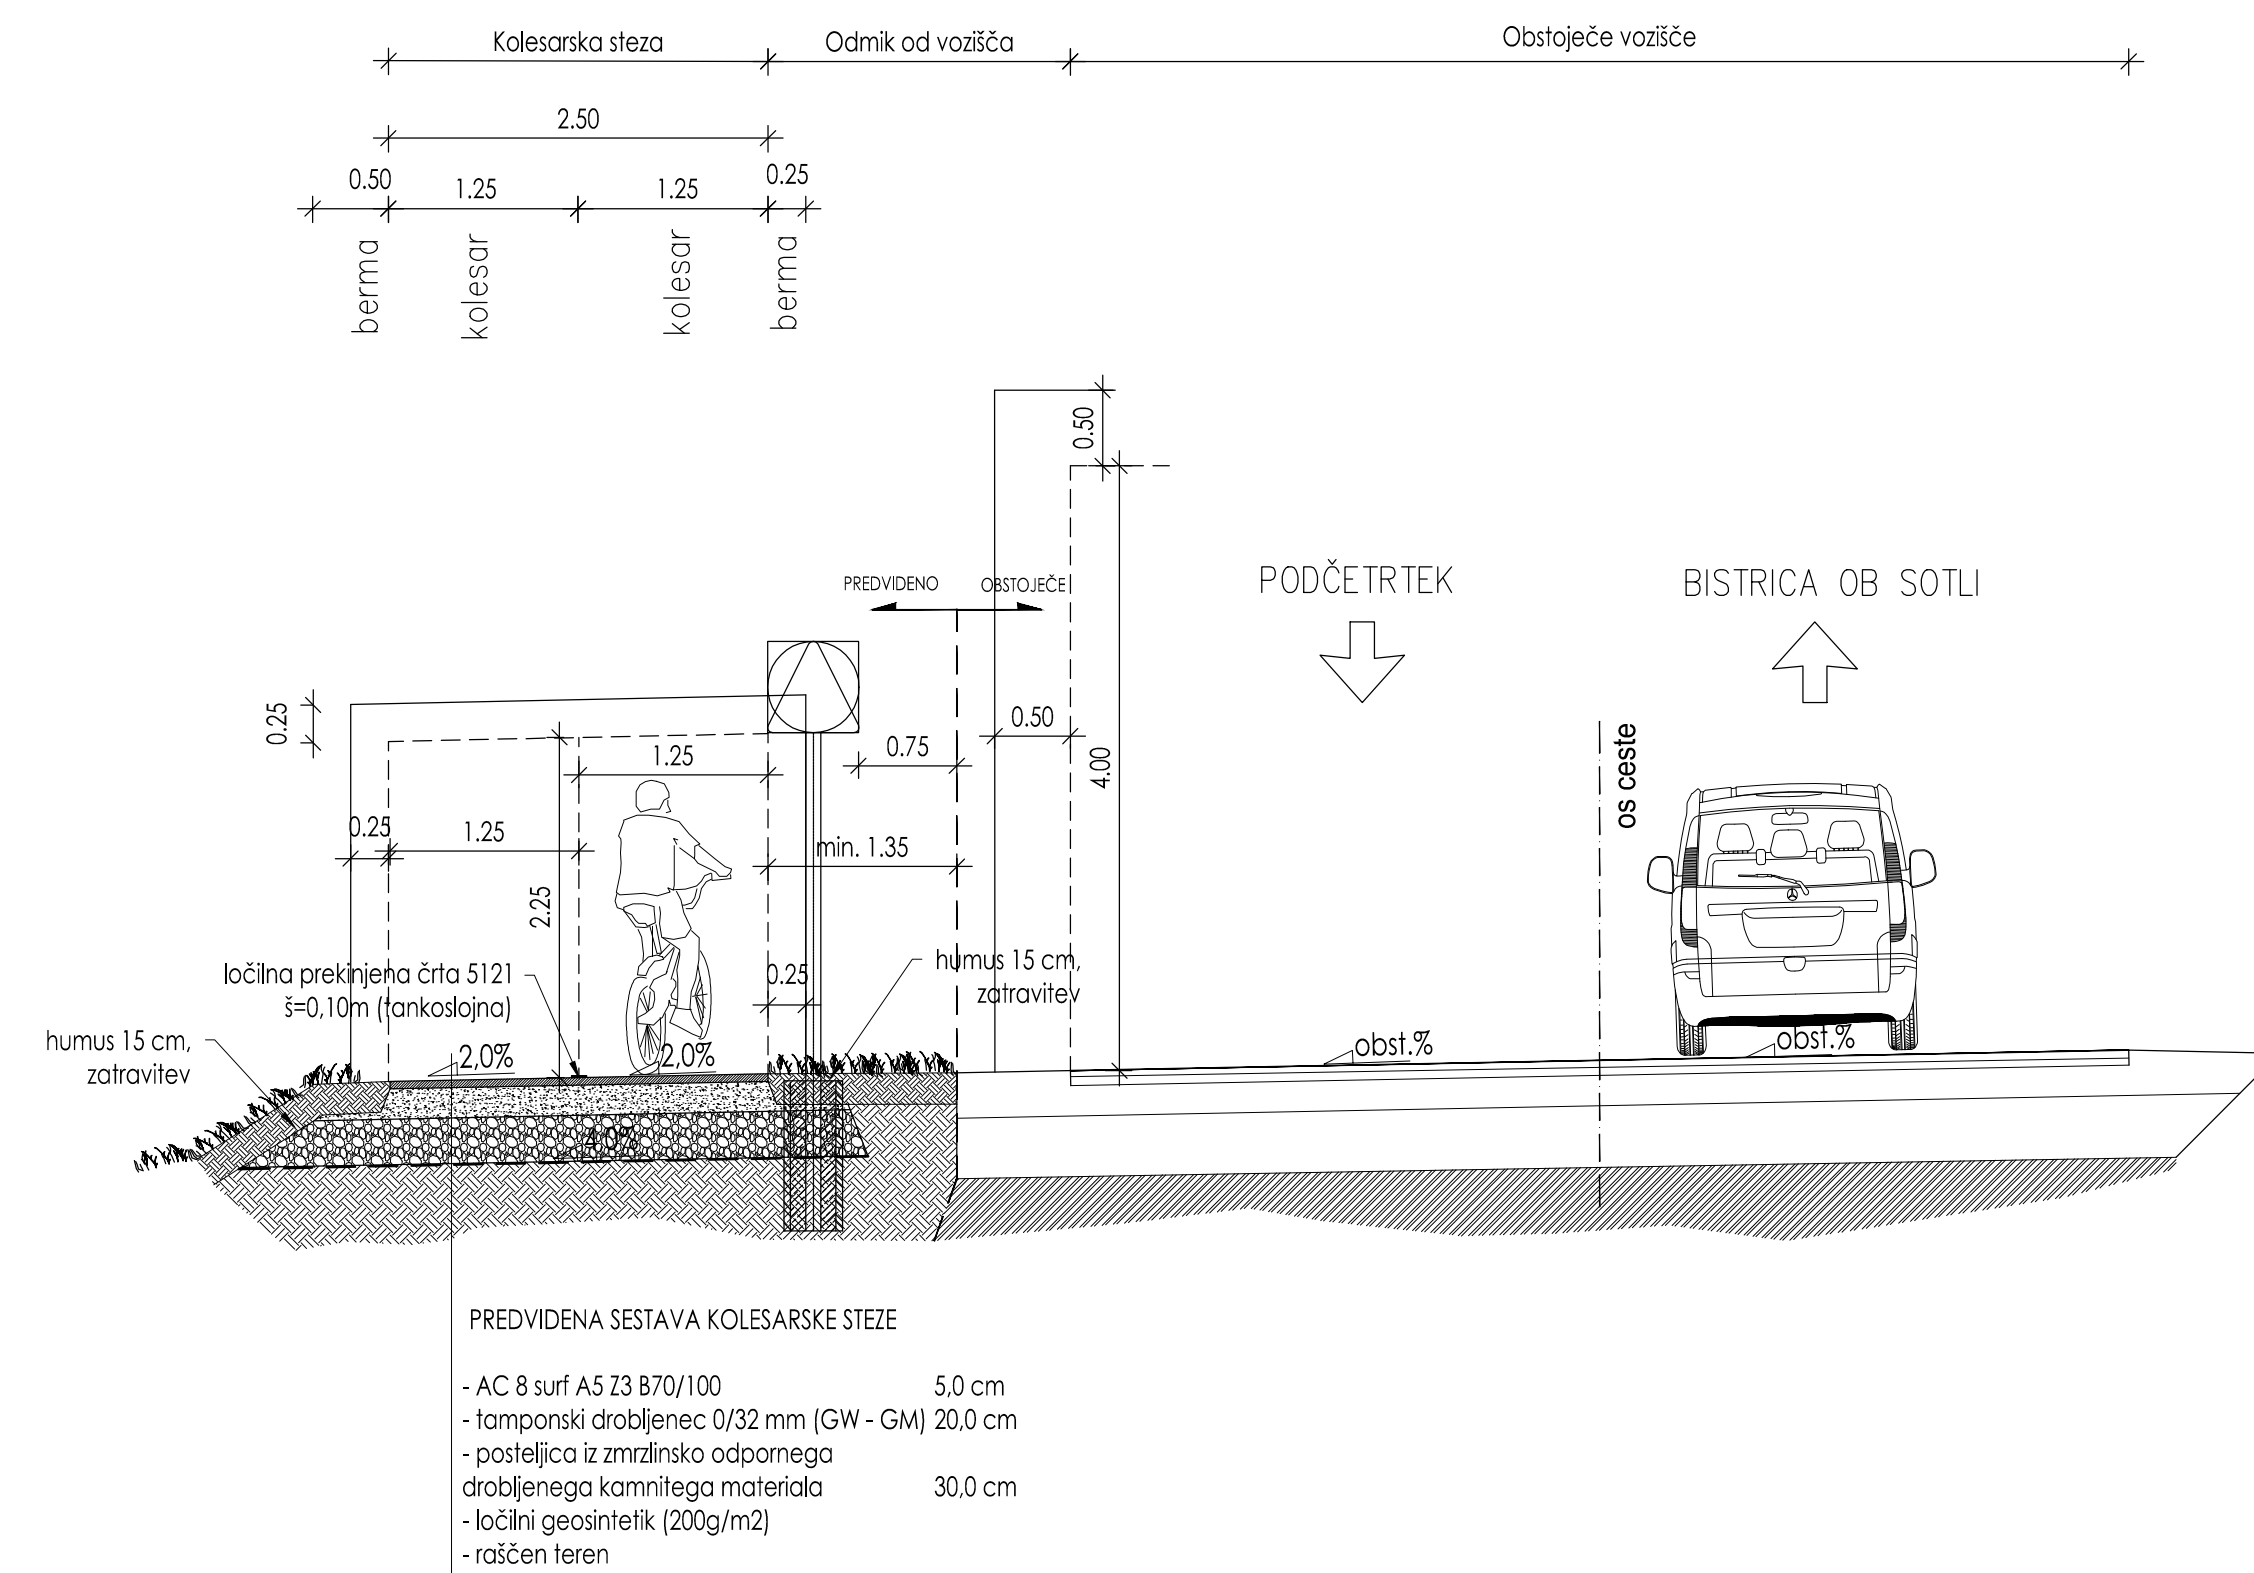 Kolesarska steza
Odmik od vozišča
Obstoječe vozišče
2.50
0.50
1.25
1.25
0.25
berma
kolesar
kolesar
berma
0.50
PREDVIDENO
OBSTOJEČE
PODČETRTEK
BISTRICA OB SOTLI
0.25
1.25
0.75
0.50
4.00
os ceste
0.25
1.25
min. 1.35
2.25
ločilna prekinjena črta 5121
š=0,10m (tankoslojna)
0.25
humus 15 cm,
zatravitev
humus 15 cm,
zatravitev
2,0%
2,0%
obst.%
obst.%
4.0%
PREDVIDENA SESTAVA KOLESARSKE STEZE
- AC 8 surf A5 Z3 B70/100 5,0 cm
- tamponski drobljenec 0/32 mm (GW - GM) 20,0 cm
- posteljica iz zmrzlinsko odpornega
drobljenega kamnitega materiala 30,0 cm
- ločilni geosintetik (200g/m2)
- raščen teren